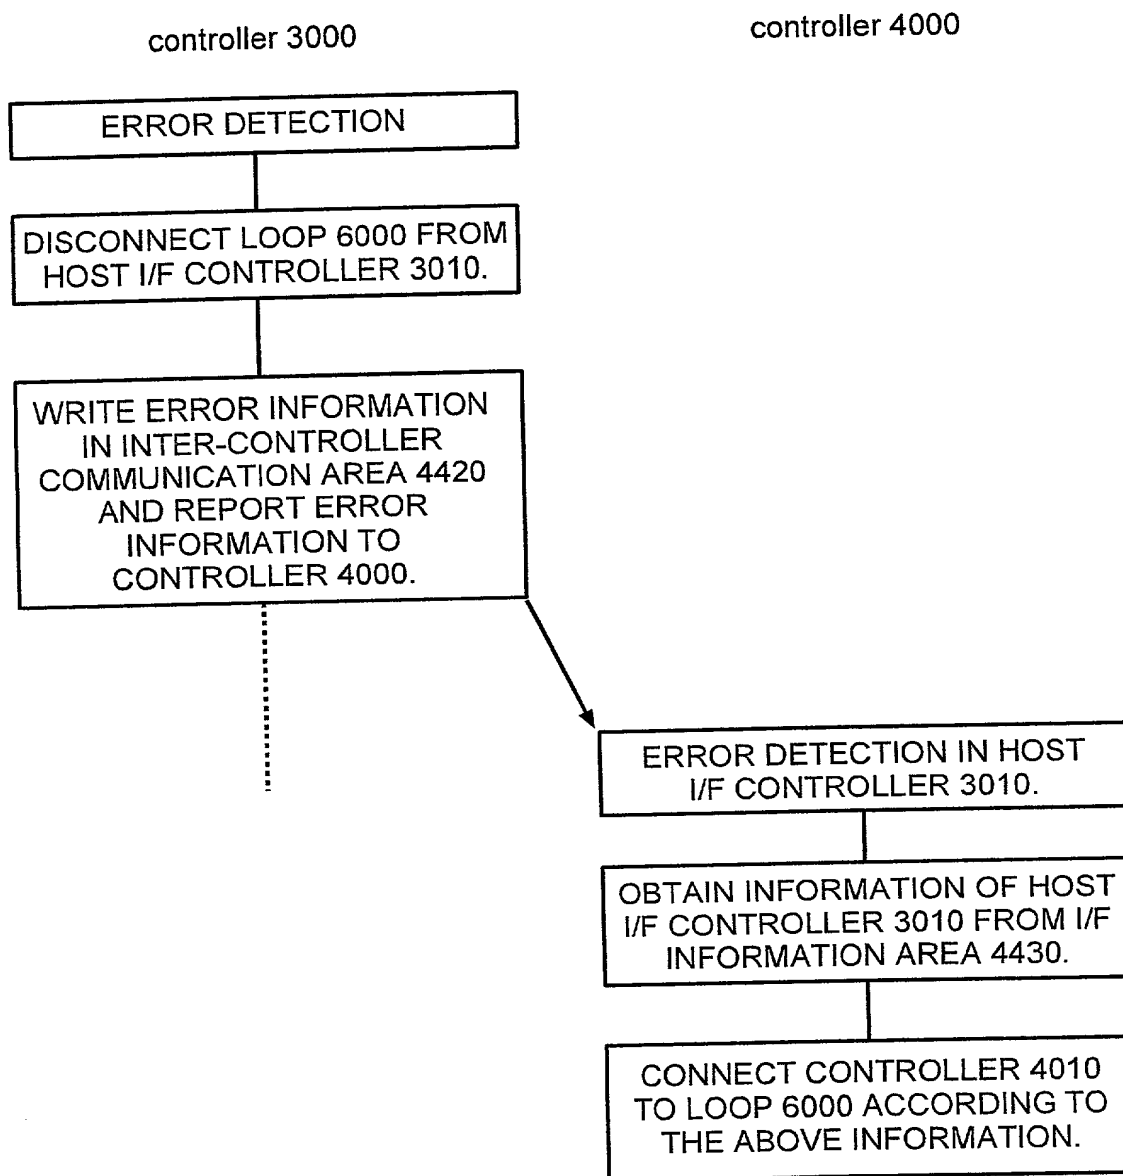 controller 3000
controller 4000
ERROR DETECTION
DISCONNECT LOOP 6000 FROM
HOST I/F CONTROLLER 3010.
WRITE ERROR INFORMATION
IN INTER-CONTROLLER
COMMUNICATION AREA 4420
AND REPORT ERROR
INFORMATION TO
CONTROLLER 4000.
ERROR DETECTION IN HOST
I/F CONTROLLER 3010.
OBTAIN INFORMATION OF HOST
I/F CONTROLLER 3010 FROM I/F
INFORMATION AREA 4430.
CONNECT CONTROLLER 4010
TO LOOP 6000 ACCORDING TO
THE ABOVE INFORMATION.